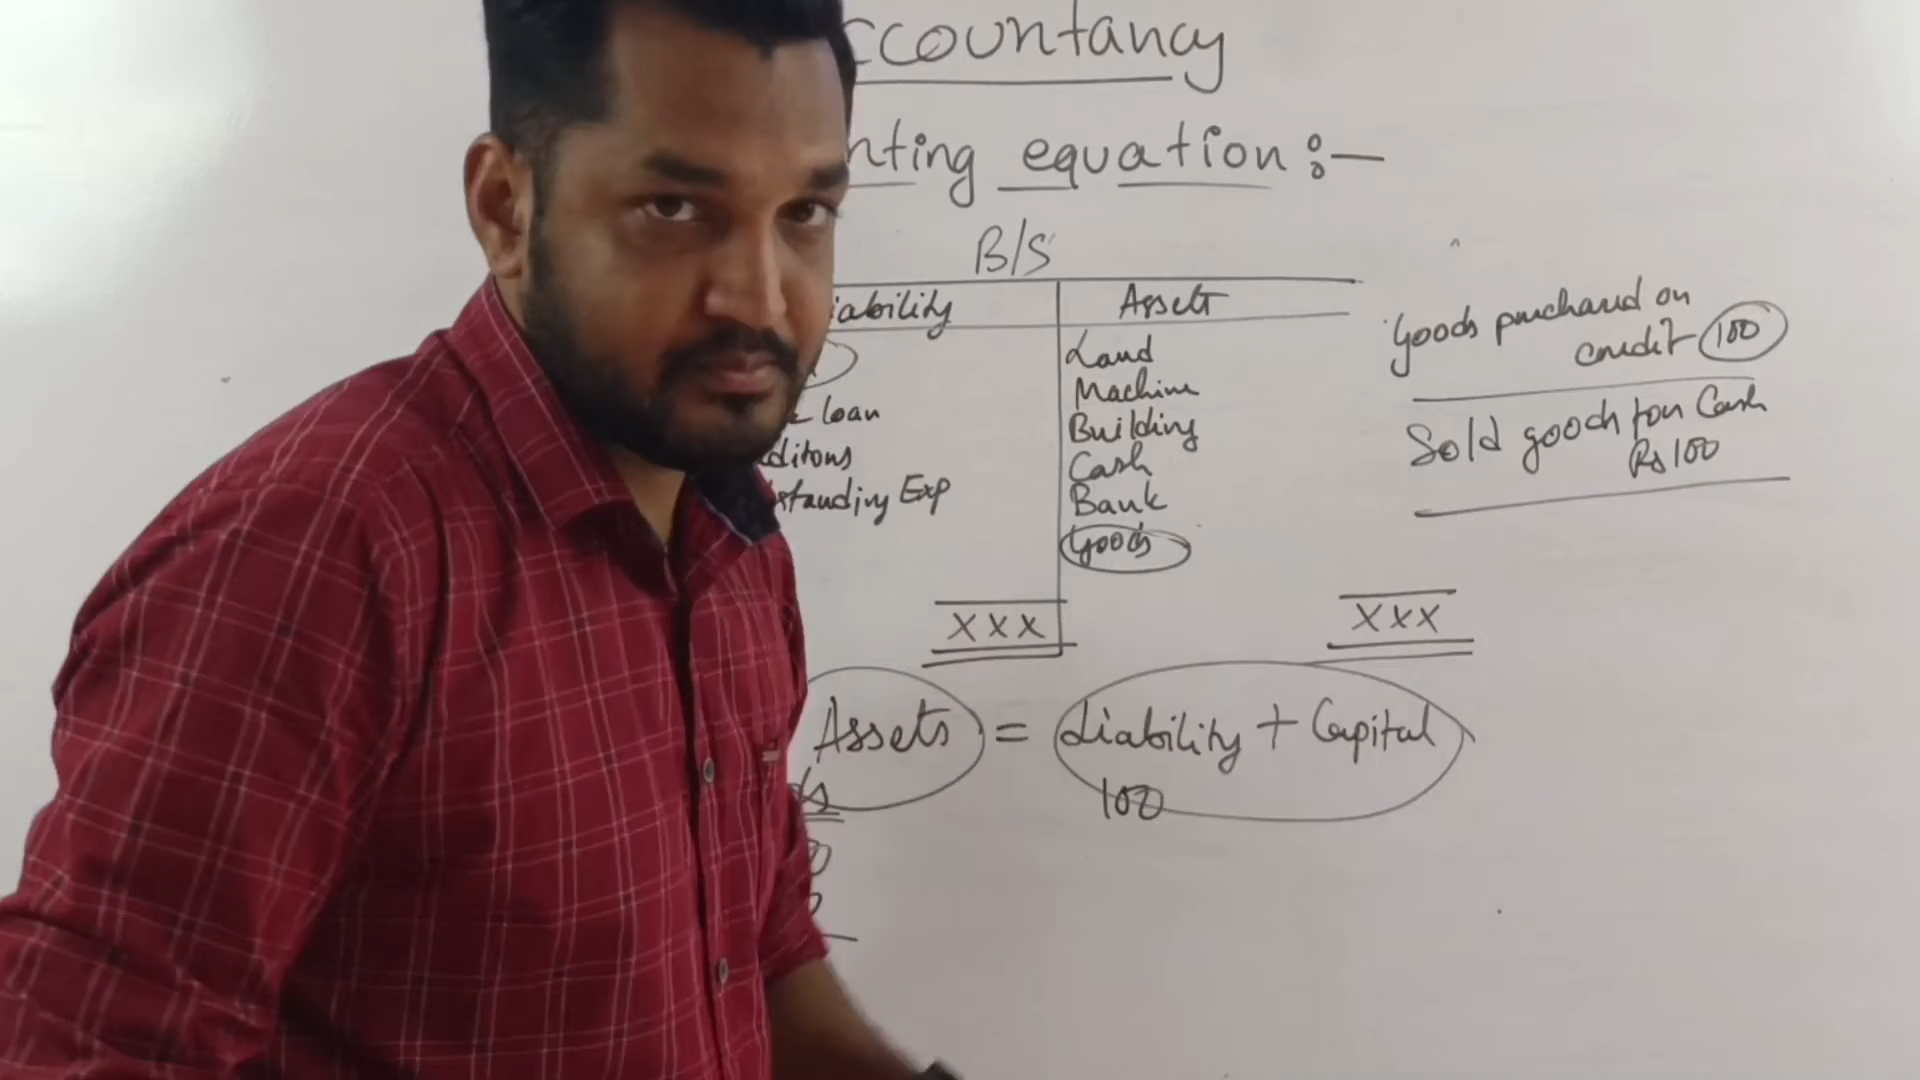 ccountancy
nting equation :-
B/S
iability
Assets
loan
ditors
standing Exp
Land
Machine
Building
Cash
Bank
Goods
XXX
XXX
Goods purchased on
credit 100
Sold goods for Cash
Rs 100
Assets = Liability + Capital
ds
100